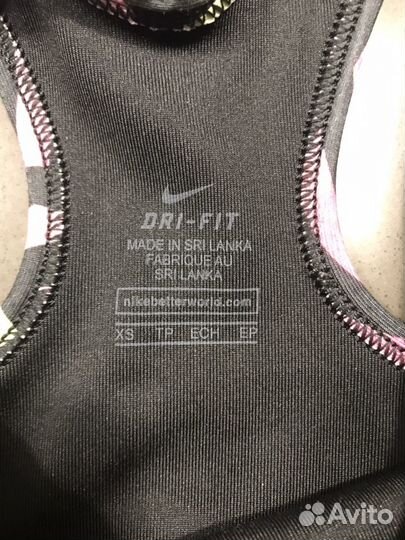 DRI-FIT
MADE IN SRI LANKA
FABRIQUE AU
SRI LANKA
nikebetterworld.com
XS TP ECH EP
Avito